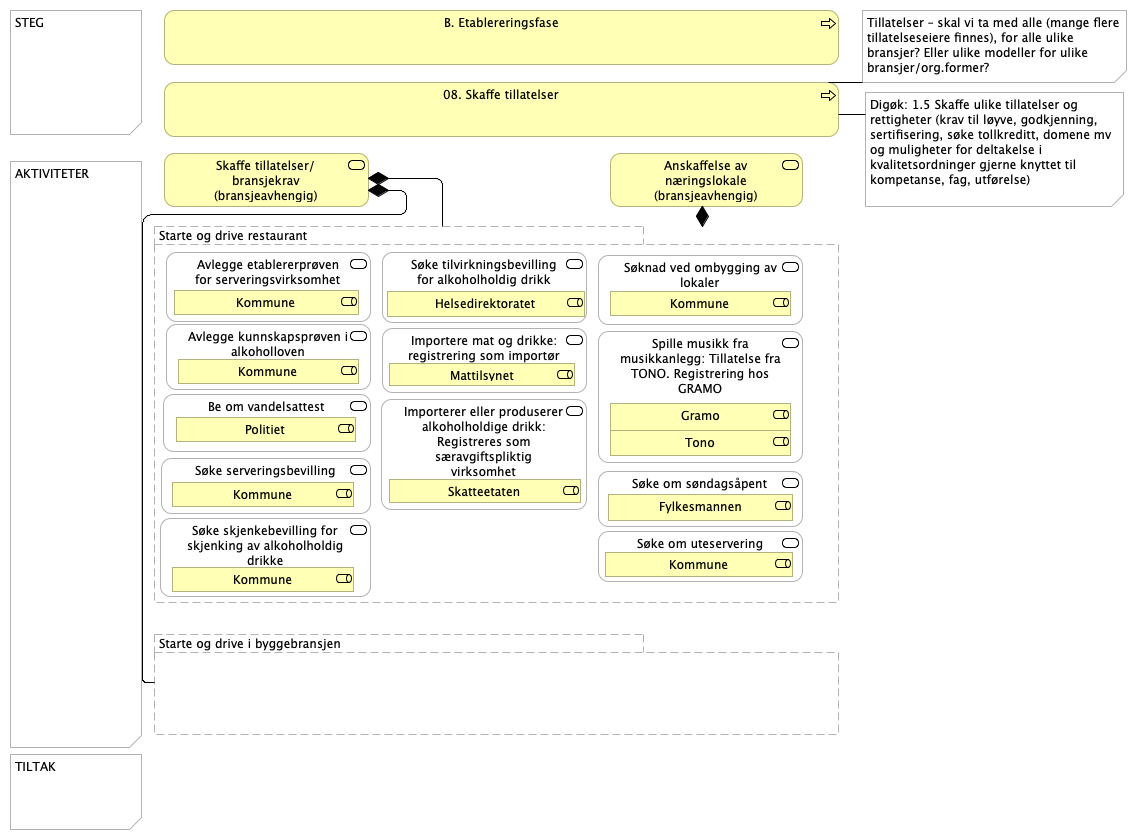 STEG
B. Etablereringsfase
Tillatelser – skal vi ta med alle (mange flere
tillatelseseiere finnes), for alle ulike
bransjer? Eller ulike modeller for ulike
bransjer/org.former?
08. Skaffe tillatelser
Digøk: 1.5 Skaffe ulike tillatelser og
rettigheter (krav til løyve, godkjenning,
sertifisering, søke tollkreditt, domene mv
og muligheter for deltakelse i
kvalitetsordninger gjerne knyttet til
kompetanse, fag, utførelse)
AKTIVITETER
Skaffe tillatelser/
bransjekrav
(bransjeavhengig)
Anskaffelse av
næringslokale
(bransjeavhengig)
Starte og drive restaurant
Avlegge etablererprøven
for serveringsvirksomhet
Kommune
Avlegge kunnskapsprøven i
alkoholloven
Kommune
Be om vandelsattest
Politiet
Søke serveringsbevilling
Kommune
Søke skjenkebevilling for
skjenking av alkoholholdig
drikke
Kommune
Søke tilvirkningsbevilling
for alkoholholdig drikk
Helsedirektoratet
Importere mat og drikke:
registrering som importør
Mattilsynet
Importerer eller produserer
alkoholholdige drikk:
Registreres som
særavgiftspliktig
virksomhet
Skatteetaten
Søknad ved ombygging av
lokaler
Kommune
Spille musikk fra
musikkanlegg: Tillatelse fra
TONO. Registrering hos
GRAMO
Gramo
Tono
Søke om søndagsåpent
Fylkesmannen
Søke om uteservering
Kommune
Starte og drive i byggebransjen
TILTAK